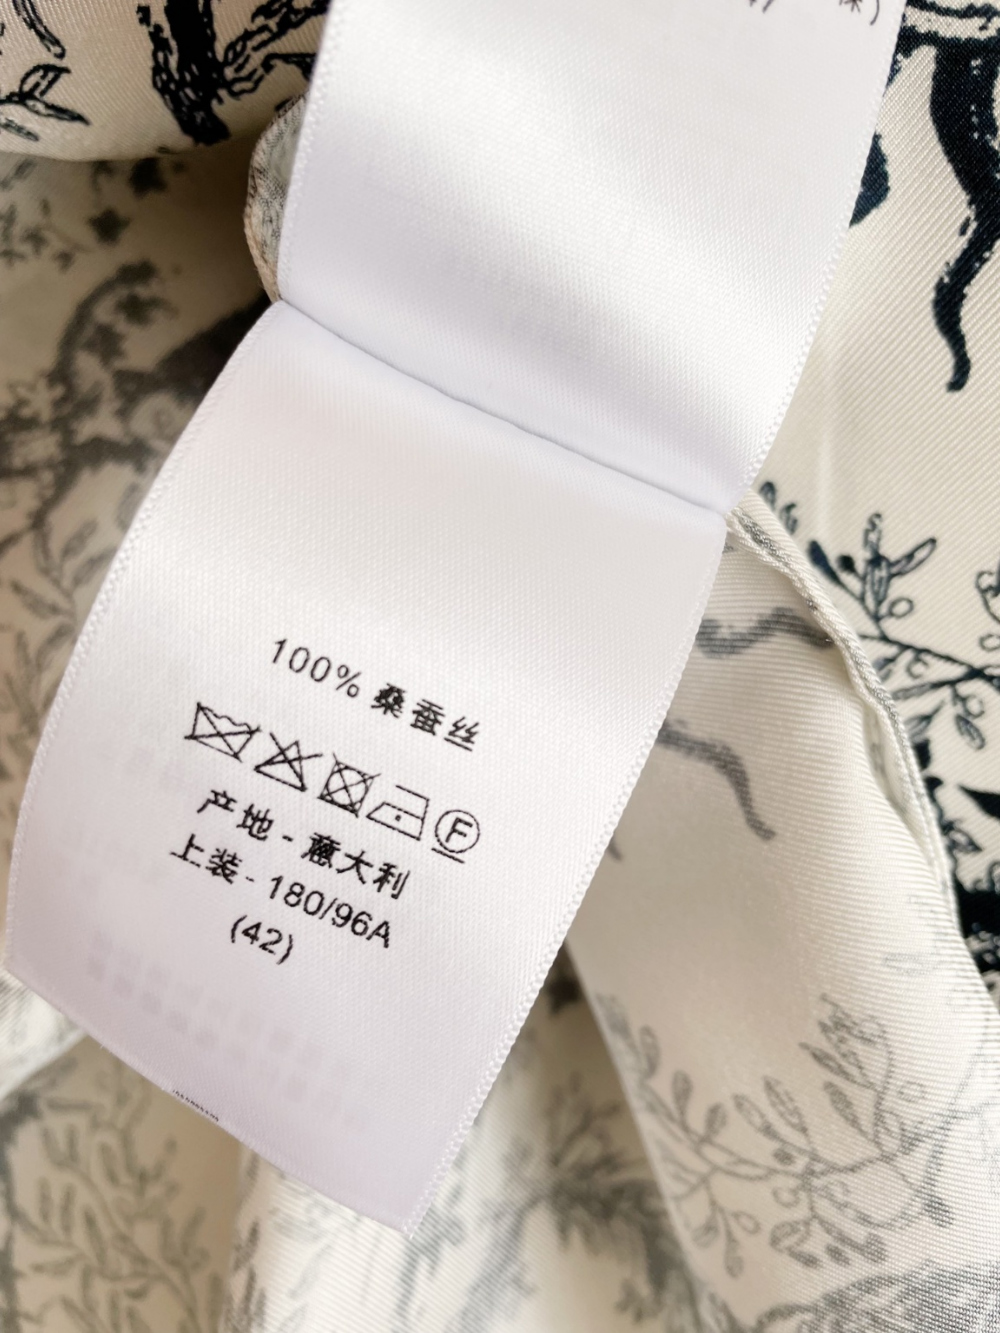 100% 桑蚕丝
F
产地 - 意大利
上装 - 180/96A
(42)